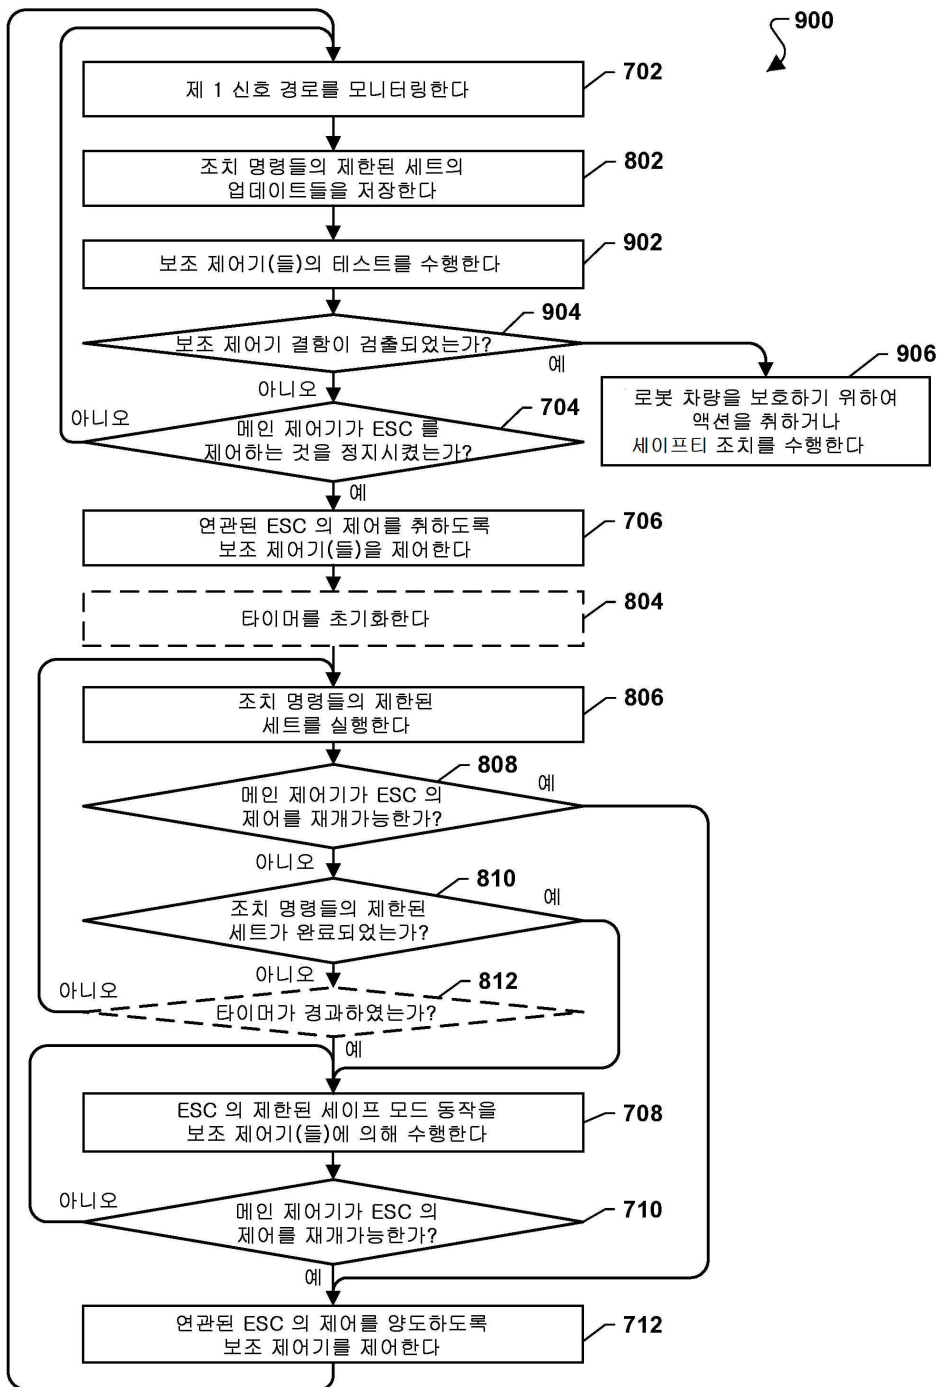 900
제 1 신호 경로를 모니터링한다
702
조치 명령들의 제한된 세트의
업데이트들을 저장한다
802
보조 제어기(들)의 테스트를 수행한다
902
보조 제어기 결함이 검출되었는가?
904
예
아니오
로봇 차량을 보호하기 위하여
액션을 취하거나
세이프티 조치를 수행한다
906
메인 제어기가 ESC 를
제어하는 것을 정지시켰는가?
704
아니오
예
연관된 ESC 의 제어를 취하도록
보조 제어기(들)을 제어한다
706
타이머를 초기화한다
804
조치 명령들의 제한된
세트를 실행한다
806
메인 제어기가 ESC 의
제어를 재개가능한가?
808
예
아니오
조치 명령들의 제한된
세트가 완료되었는가?
810
예
아니오
타이머가 경과하였는가?
812
아니오
예
ESC 의 제한된 세이프 모드 동작을
보조 제어기(들)에 의해 수행한다
708
메인 제어기가 ESC 의
제어를 재개가능한가?
710
아니오
예
연관된 ESC 의 제어를 양도하도록
보조 제어기를 제어한다
712